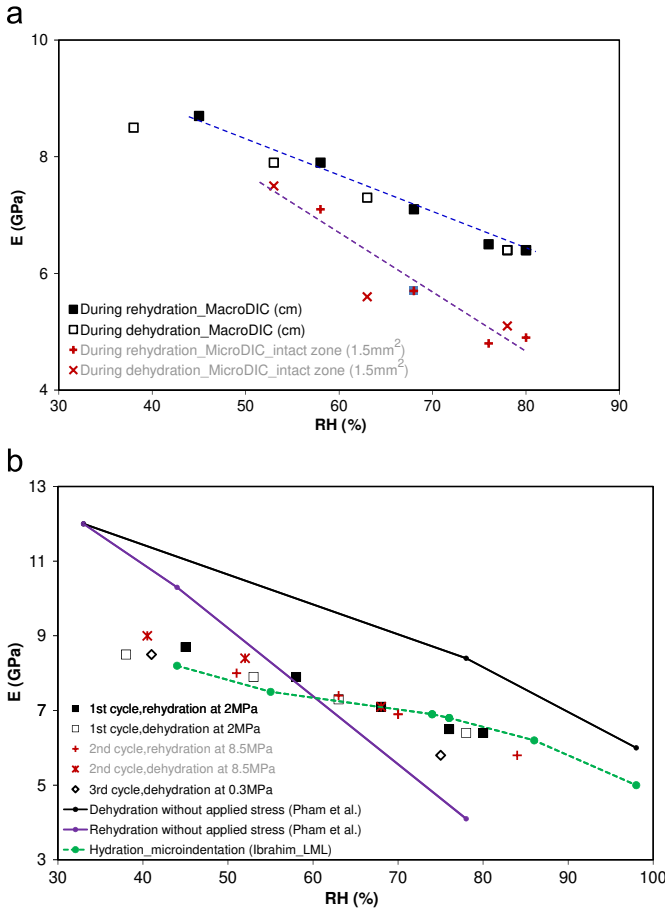 a
10
8
6
4
E (GPa)
During rehydration_MacroDIC (cm)
During dehydration_MacroDIC (cm)
During rehydration_MicroDIC_intact zone (1.5mm²)
During dehydration_MicroDIC_intact zone (1.5mm²)
30 40 50 60 70 80 90
RH (%)
b
13
11
9
7
5
3
E (GPa)
1st cycle,rehydration at 2MPa
1st cycle,dehydration at 2MPa
2nd cycle,rehydration at 8.5MPa
2nd cycle,dehydration at 8.5MPa
3rd cycle,dehydration at 0.3MPa
Dehydration without applied stress (Pham et al.)
Rehydration without applied stress (Pham et al.)
Hydration_microindentation (Ibrahim_LML)
30 40 50 60 70 80 90 100
RH (%)